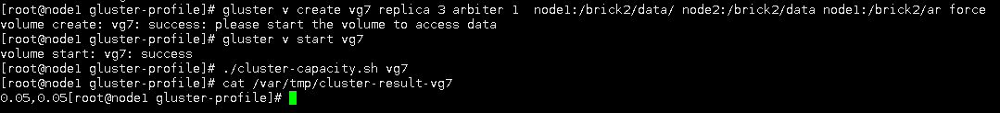 [root@node1 gluster-profile]# gluster v create vg7 replica 3 arbiter 1  node1:/brick2/data/ node2:/brick2/data node1:/brick2/ar force
volume create: vg7: success: please start the volume to access data
[root@node1 gluster-profile]# gluster v start vg7
volume start: vg7: success
[root@node1 gluster-profile]# ./cluster-capacity.sh vg7
[root@node1 gluster-profile]# cat /var/tmp/cluster-result-vg7
0.05,0.05[root@node1 gluster-profile]#